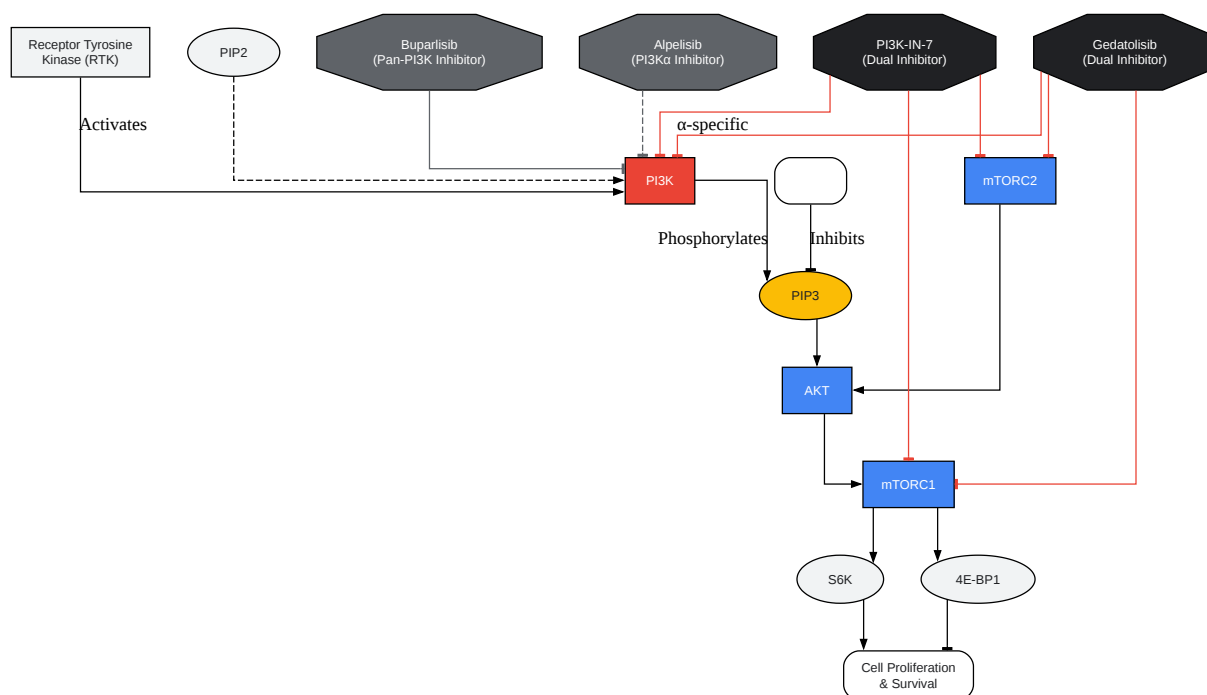 Receptor Tyrosine
Kinase (RTK)
PIP2
Buparlisib
(Pan-PI3K Inhibitor)
Alpelisib
(PI3Kα Inhibitor)
PI3K-IN-7
(Dual Inhibitor)
Gedatolisib
(Dual Inhibitor)
Activates
α-specific
PI3K
mTORC2
Phosphorylates
Inhibits
PIP3
AKT
mTORC1
S6K
4E-BP1
Cell Proliferation
& Survival